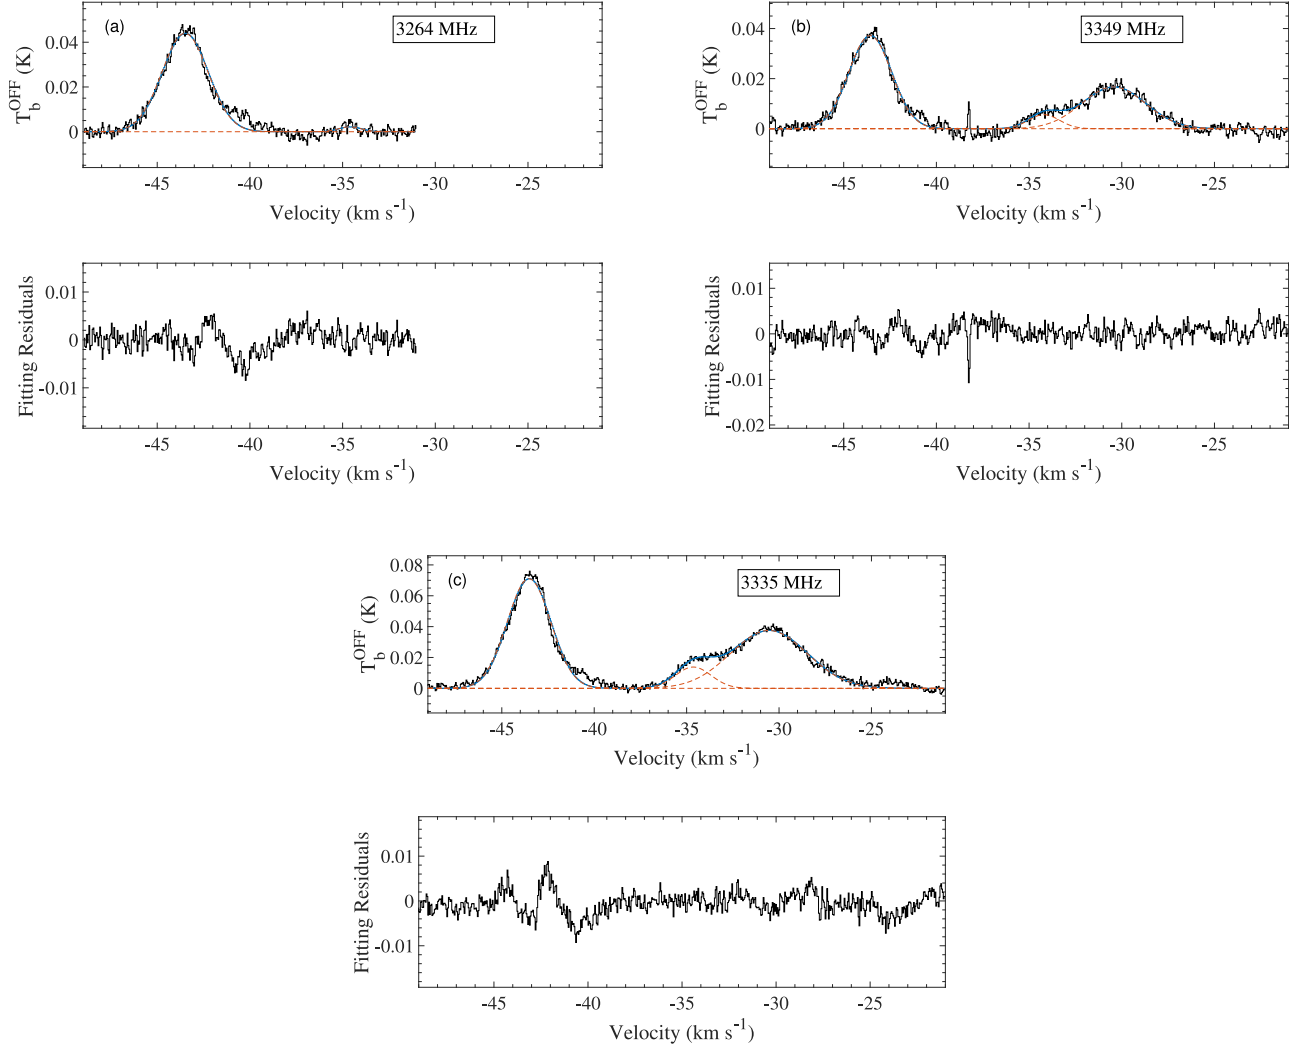 (a)
3264 MHz
T_b^OFF (K)
0.04
0.02
0
-45
-40
-35
-30
-25
Velocity (km s⁻¹)
(b)
3349 MHz
T_b^OFF (K)
0.04
0.02
0
-45
-40
-35
-30
-25
Velocity (km s⁻¹)
Fitting Residuals
0.01
0
-0.01
-45
-40
-35
-30
-25
Velocity (km s⁻¹)
Fitting Residuals
0.01
0
-0.01
-0.02
-45
-40
-35
-30
-25
Velocity (km s⁻¹)
(c)
3335 MHz
T_b^OFF (K)
0.08
0.06
0.04
0.02
0
-45
-40
-35
-30
-25
Velocity (km s⁻¹)
Fitting Residuals
0.01
0
-0.01
-45
-40
-35
-30
-25
Velocity (km s⁻¹)